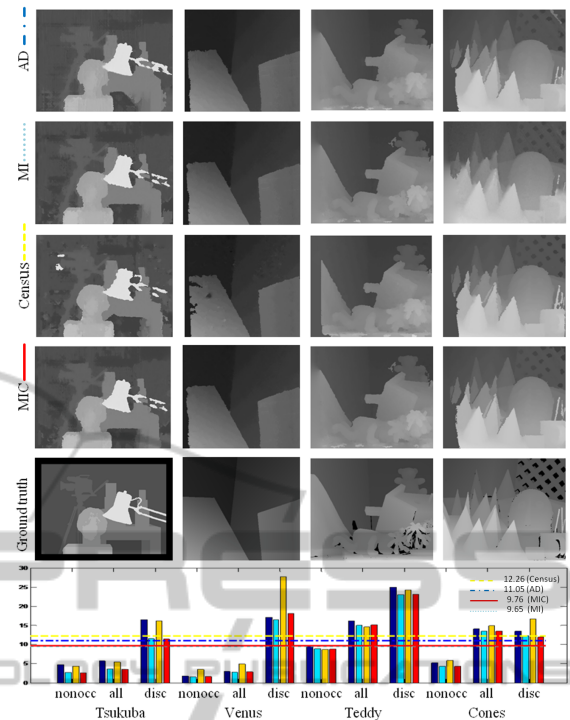 AD
MI
Census
MIC
Ground truth
30
25
20
15
10
5
0
12.26 (Census)
11.05 (AD)
9.76 (MIC)
9.65 (MI)
nonocc all disc nonocc all disc nonocc all disc nonocc all disc
Tsukuba Venus Teddy Cones